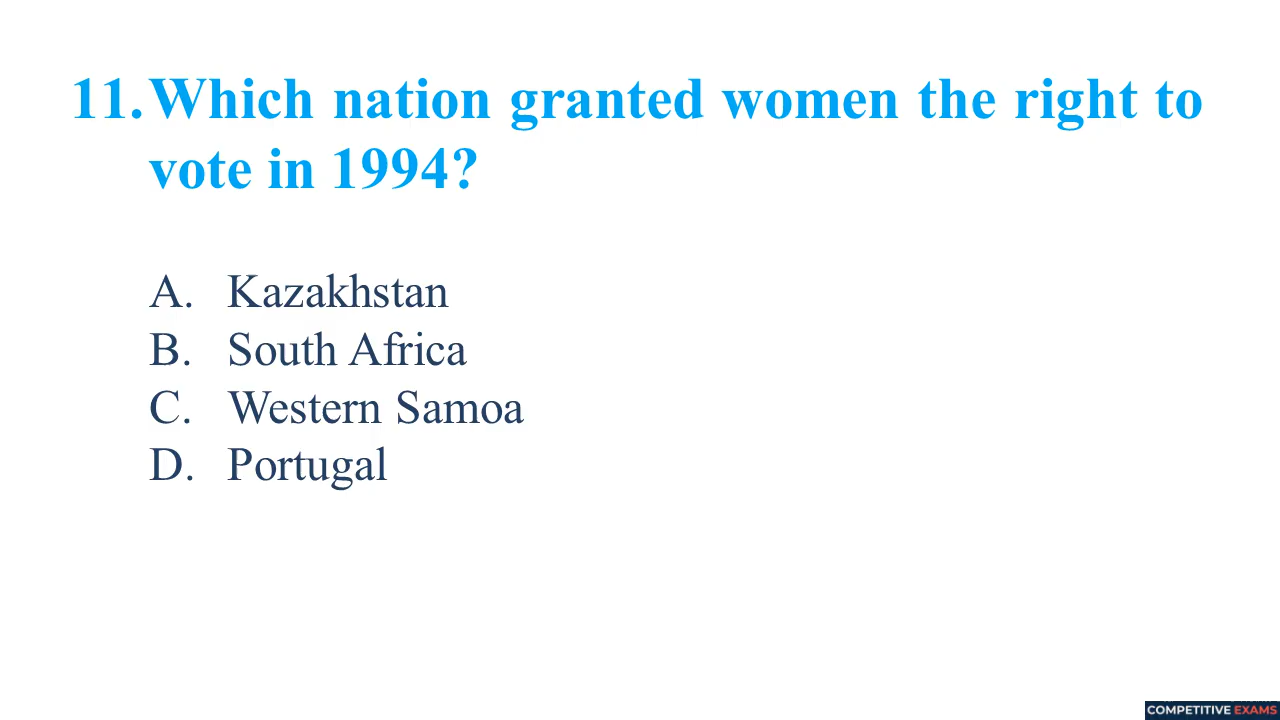 11. Which nation granted women the right to
vote in 1994?
A. Kazakhstan
B. South Africa
C. Western Samoa
D. Portugal
COMPETITIVE EXAMS